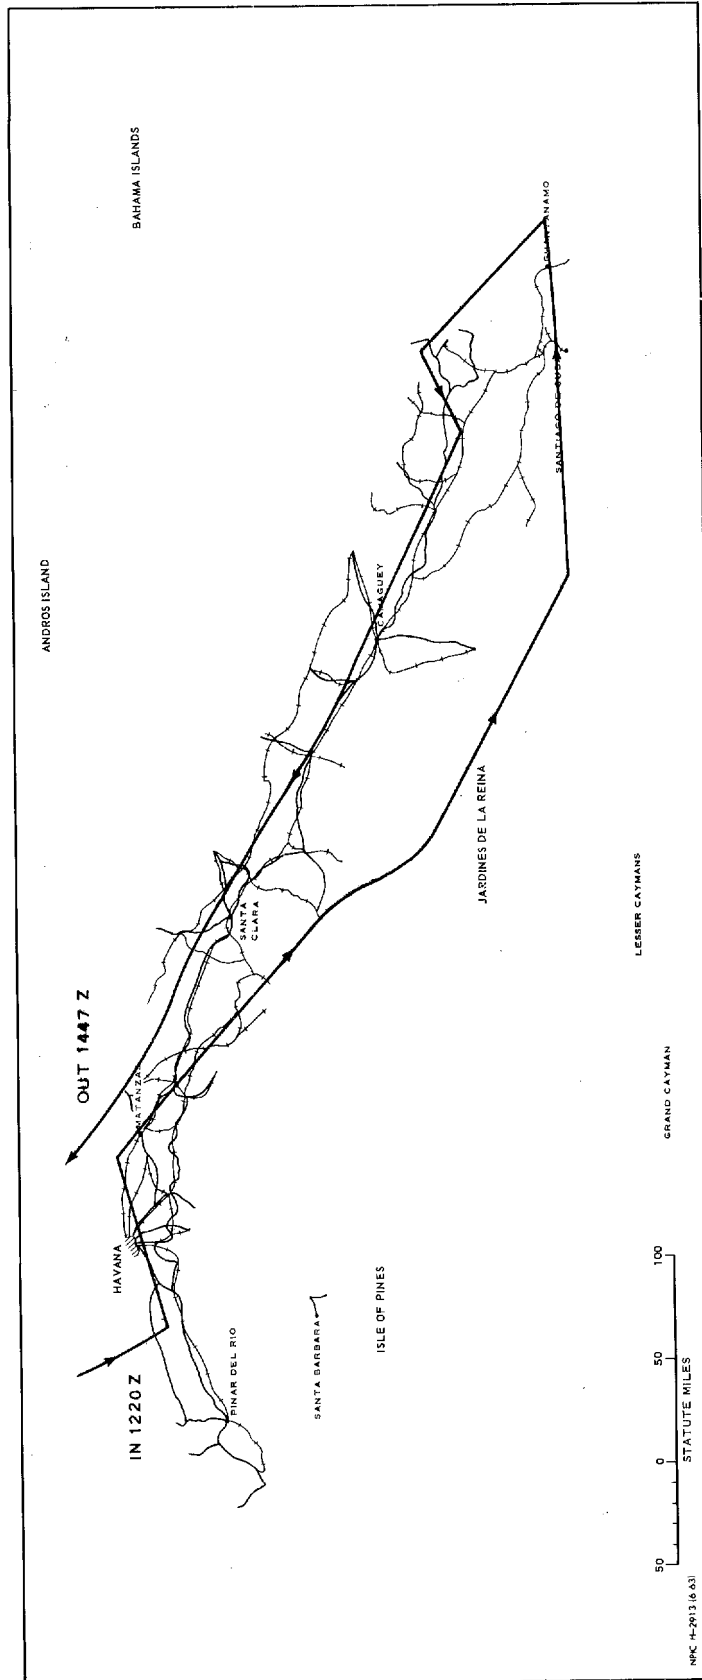 BAHAMA ISLANDS
ANDROS ISLAND
OUT 1447 Z
IN 1220 Z
HAVANA
MATANZAS
SANTA
CLARA
CAMAGUEY
GUANTANAMO
SANTIAGO DE CUBA
PINAR DEL RIO
SANTA BARBARA
ISLE OF PINES
JARDINES DE LA REINA
LESSER CAYMANS
GRAND CAYMAN
50 0 50 100
STATUTE MILES
NPIC H-2913 (6 63)